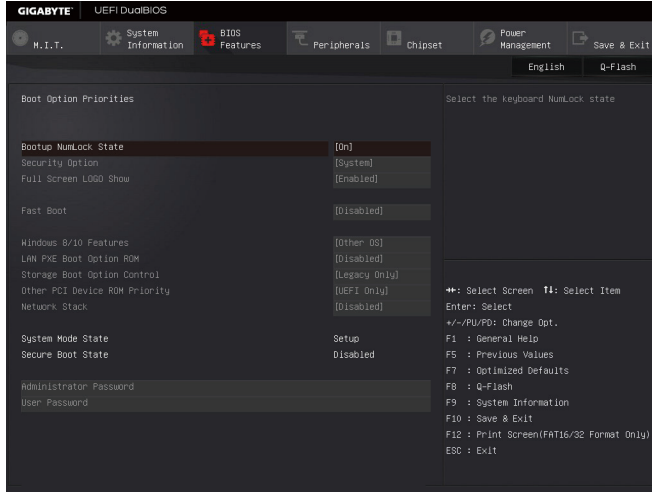 GIGABYTE™ UEFI DualBIOS
M.I.T. System Information BIOS Features Peripherals Chipset Power Management Save & Exit
English Q-Flash
Boot Option Priorities
Select the keyboard NumLock state
Bootup NumLock State [On]
Security Option [System]
Full Screen LOGO Show [Enabled]
Fast Boot [Disabled]
Windows 8/10 Features [Other OS]
LAN PXE Boot Option ROM [Disabled]
Storage Boot Option Control [Legacy Only]
Other PCI Device ROM Priority [UEFI Only]
Network Stack [Disabled]
System Mode State Setup
Secure Boot State Disabled
Administrator Password
User Password
→←: Select Screen ↑↓: Select Item
Enter: Select
+/-/PU/PD: Change Opt.
F1 : General Help
F5 : Previous Values
F7 : Optimized Defaults
F8 : Q-Flash
F9 : System Information
F10 : Save & Exit
F12 : Print Screen(FAT16/32 Format Only)
ESC : Exit